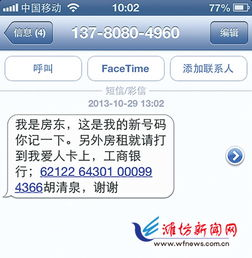 中国移动 10:02 77%
信息(4) 137-8080-4960 编辑
呼叫 FaceTime 添加联系人
短信/彩信
2013-10-29 13:02
我是房东，这是我的新号码
你记一下。另外房租就请打
到我爱人卡上，工商银
行；62122 64301 00099
4366胡清泉，谢谢
潍坊新闻网
www.wfnews.com.cn